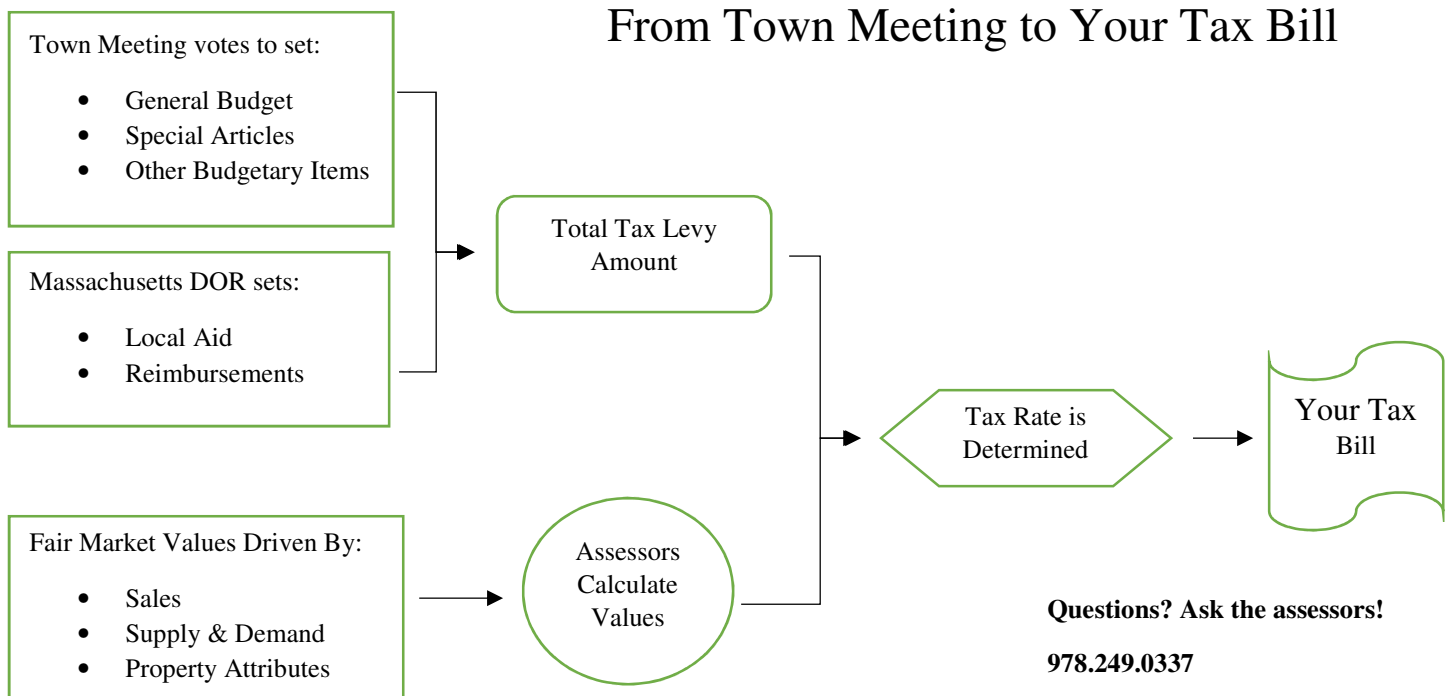 From Town Meeting to Your Tax Bill
Town Meeting votes to set:
• General Budget
• Special Articles
• Other Budgetary Items
Massachusetts DOR sets:
• Local Aid
• Reimbursements
Total Tax Levy
Amount
Fair Market Values Driven By:
• Sales
• Supply & Demand
• Property Attributes
Assessors
Calculate
Values
Tax Rate is
Determined
Your Tax
Bill
Questions? Ask the assessors!
978.249.0337